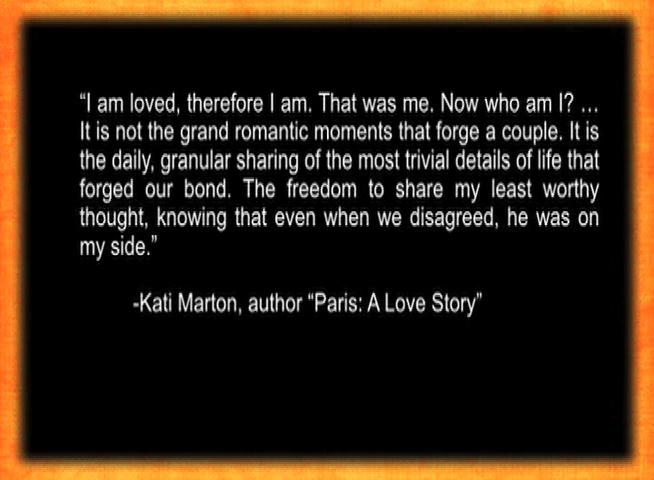 “I am loved, therefore I am. That was me. Now who am I? …
It is not the grand romantic moments that forge a couple. It is
the daily, granular sharing of the most trivial details of life that
forged our bond. The freedom to share my least worthy
thought, knowing that even when we disagreed, he was on
my side.”
-Kati Marton, author “Paris: A Love Story”